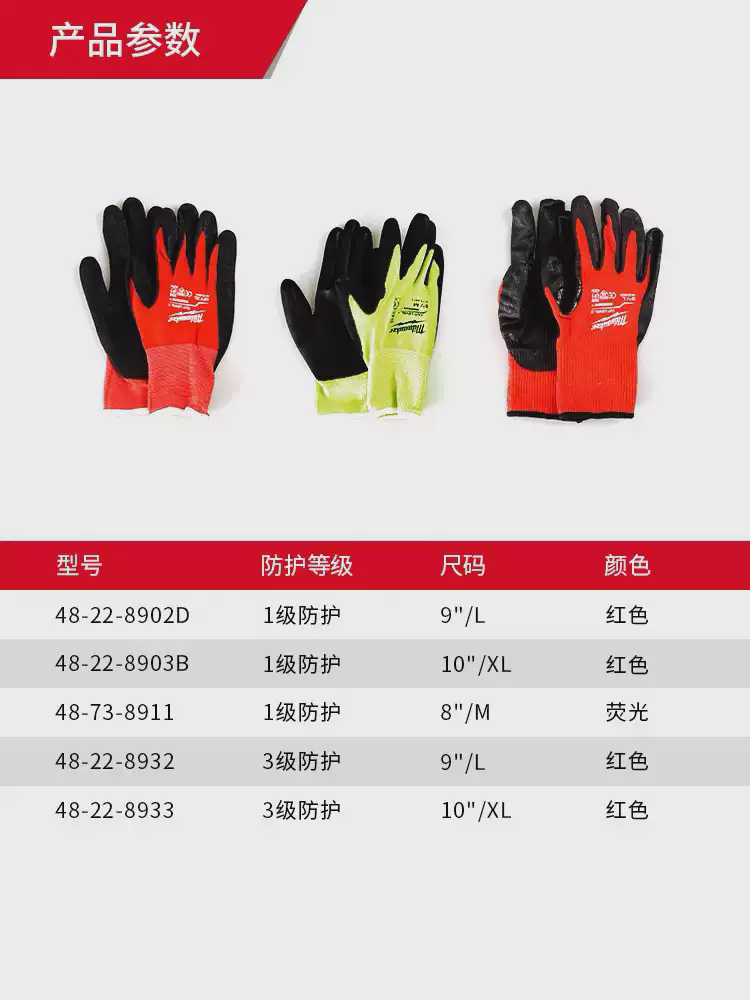 产品参数
Milwaukee
Milwaukee
Milwaukee
型号 防护等级 尺码 颜色
48-22-8902D 1级防护 9"/L 红色
48-22-8903B 1级防护 10"/XL 红色
48-73-8911 1级防护 8"/M 荧光
48-22-8932 3级防护 9"/L 红色
48-22-8933 3级防护 10"/XL 红色